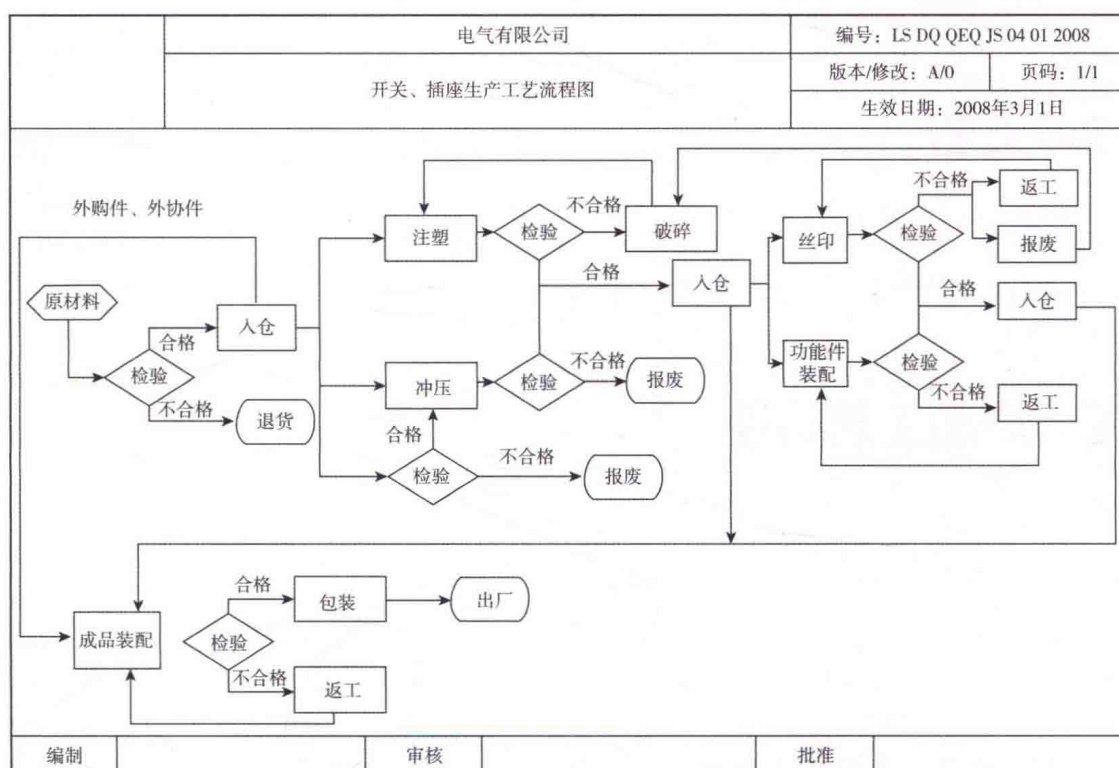 电气有限公司
编号：LS DQ QEQ JS 04 01 2008
开关、插座生产工艺流程图
版本/修改：A/0
页码：1/1
生效日期：2008年3月1日
外购件、外协件
原材料
检验
合格
不合格
入仓
退货
注塑
检验
不合格
破碎
合格
入仓
冲压
检验
不合格
报废
合格
检验
不合格
报废
丝印
检验
不合格
返工
报废
合格
入仓
功能件
装配
检验
不合格
返工
成品装配
检验
合格
包装
出厂
不合格
返工
编制
审核
批准